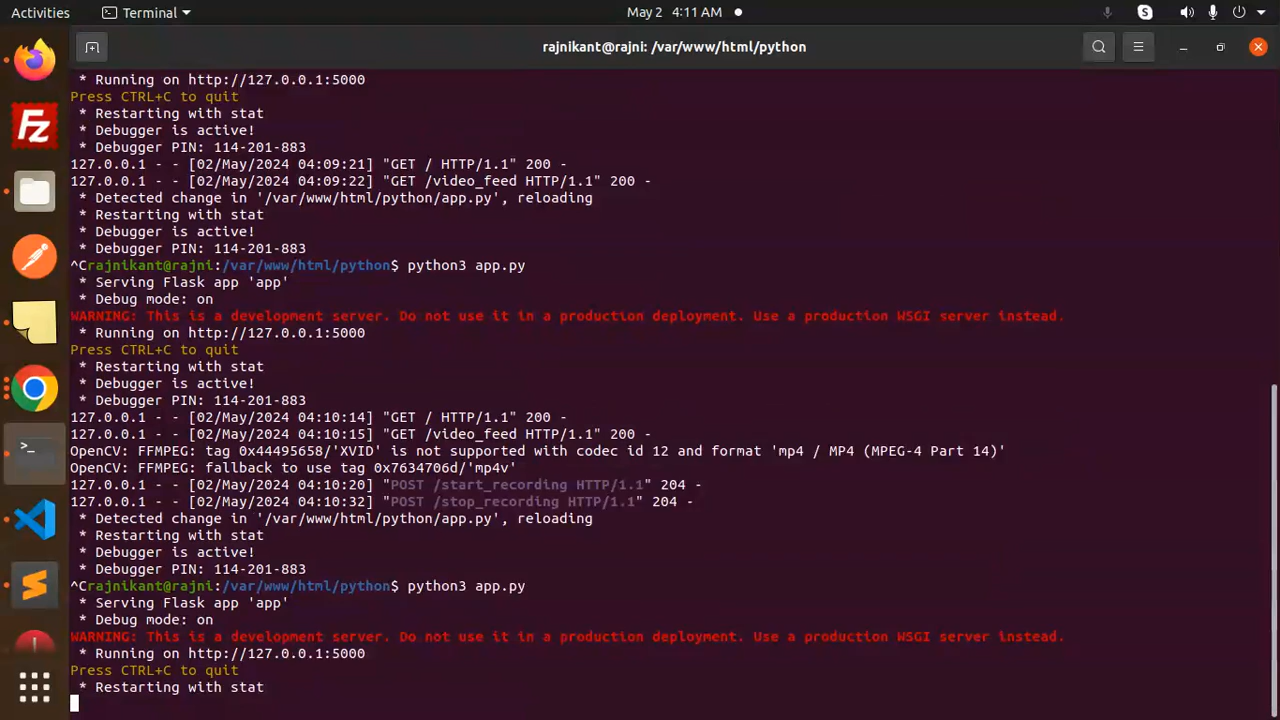 Activities Terminal May 2 4:11 AM
rajnikant@rajni: /var/www/html/python
* Running on http://127.0.0.1:5000
Press CTRL+C to quit
* Restarting with stat
* Debugger is active!
* Debugger PIN: 114-201-883
127.0.0.1 - - [02/May/2024 04:09:21] "GET / HTTP/1.1" 200 -
127.0.0.1 - - [02/May/2024 04:09:22] "GET /video_feed HTTP/1.1" 200 -
* Detected change in '/var/www/html/python/app.py', reloading
* Restarting with stat
* Debugger is active!
* Debugger PIN: 114-201-883
^Crajnikant@rajni:/var/www/html/python$ python3 app.py
* Serving Flask app 'app'
* Debug mode: on
WARNING: This is a development server. Do not use it in a production deployment. Use a production WSGI server instead.
* Running on http://127.0.0.1:5000
Press CTRL+C to quit
* Restarting with stat
* Debugger is active!
* Debugger PIN: 114-201-883
127.0.0.1 - - [02/May/2024 04:10:14] "GET / HTTP/1.1" 200 -
127.0.0.1 - - [02/May/2024 04:10:15] "GET /video_feed HTTP/1.1" 200 -
OpenCV: FFMPEG: tag 0x44495658/'XVID' is not supported with codec id 12 and format 'mp4 / MP4 (MPEG-4 Part 14)'
OpenCV: FFMPEG: fallback to use tag 0x7634706d/'mp4v'
127.0.0.1 - - [02/May/2024 04:10:20] "POST /start_recording HTTP/1.1" 204 -
127.0.0.1 - - [02/May/2024 04:10:32] "POST /stop_recording HTTP/1.1" 204 -
* Detected change in '/var/www/html/python/app.py', reloading
* Restarting with stat
* Debugger is active!
* Debugger PIN: 114-201-883
^Crajnikant@rajni:/var/www/html/python$ python3 app.py
* Serving Flask app 'app'
* Debug mode: on
WARNING: This is a development server. Do not use it in a production deployment. Use a production WSGI server instead.
* Running on http://127.0.0.1:5000
Press CTRL+C to quit
* Restarting with stat